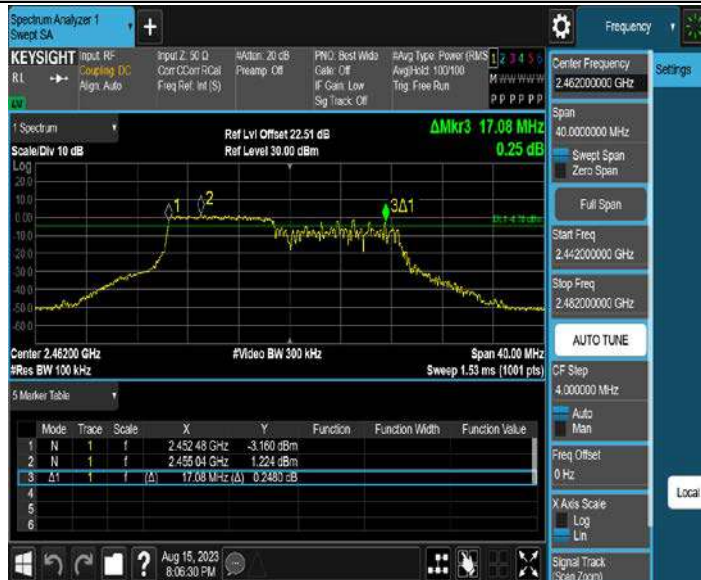 Spectrum Analyzer 1
Swept SA
+
Frequency
KEYSIGHT
RL
Input: RF
Coupling: DC
Align: Auto
Input Z: 50 Ω
Corr CCorr RCal
Freq Ref: Int (S)
#Atten: 20 dB
Preamp: Off
PNO: Best Wide
Gate: Off
IF Gain: Low
Sig Track: Off
#Avg Type: Power (RMS
Avg|Hold: 100/100
Trig: Free Run
1 2 3 4 5 6
M W W W W W
P P P P P P
LV
1 Spectrum
Scale/Div 10 dB
Ref Lvl Offset 22.51 dB
Ref Level 30.00 dBm
ΔMkr3 17.08 MHz
0.25 dB
Log
20.0
10.0
0.00
-10.0
-20.0
-30.0
-40.0
-50.0
-60.0
1
2
3Δ1
Center 2.46200 GHz
#Res BW 100 kHz
#Video BW 300 kHz
Span 40.00 MHz
Sweep 1.53 ms (1001 pts)
5 Marker Table
Mode Trace Scale X Y Function Function Width Function Value
1 N 1 f 2.452 48 GHz -3.160 dBm
2 N 1 f 2.455 04 GHz 1.224 dBm
3 Δ1 1 f (Δ) 17.08 MHz (Δ) 0.2480 dB
4
5
6
Aug 15, 2023
8:06:30 PM
Center Frequency
2.462000000 GHz
Settings
Span
40.0000000 MHz
Swept Span
Zero Span
Full Span
Start Freq
2.442000000 GHz
Stop Freq
2.482000000 GHz
AUTO TUNE
CF Step
4.000000 MHz
Auto
Man
Freq Offset
0 Hz
X Axis Scale
Log
Lin
Local
Signal Track
(Span Zoom)